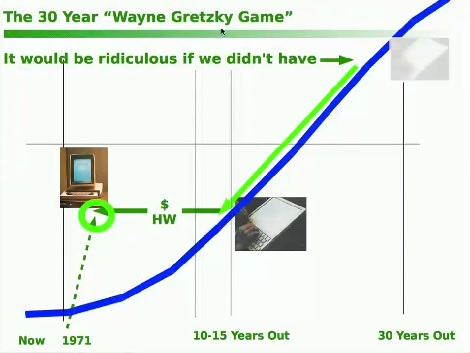 The 30 Year “Wayne Gretzky Game”
It would be ridiculous if we didn't have
$
HW
Now 1971
10-15 Years Out
30 Years Out